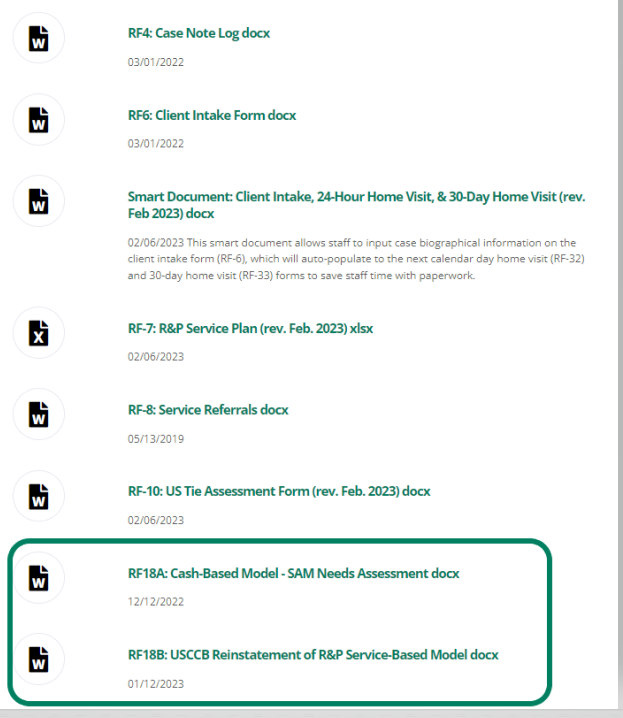 W
RF4: Case Note Log docx
03/01/2022
W
RF6: Client Intake Form docx
03/01/2022
W
Smart Document: Client Intake, 24-Hour Home Visit, & 30-Day Home Visit (rev.
Feb 2023) docx
02/06/2023 This smart document allows staff to input case biographical information on the
client intake form (RF-6), which will auto-populate to the next calendar day home visit (RF-32)
and 30-day home visit (RF-33) forms to save staff time with paperwork.
X
RF-7: R&P Service Plan (rev. Feb. 2023) xlsx
02/06/2023
W
RF-8: Service Referrals docx
05/13/2019
W
RF-10: US Tie Assessment Form (rev. Feb. 2023) docx
02/06/2023
W
RF18A: Cash-Based Model - SAM Needs Assessment docx
12/12/2022
W
RF18B: USCCB Reinstatement of R&P Service-Based Model docx
01/12/2023